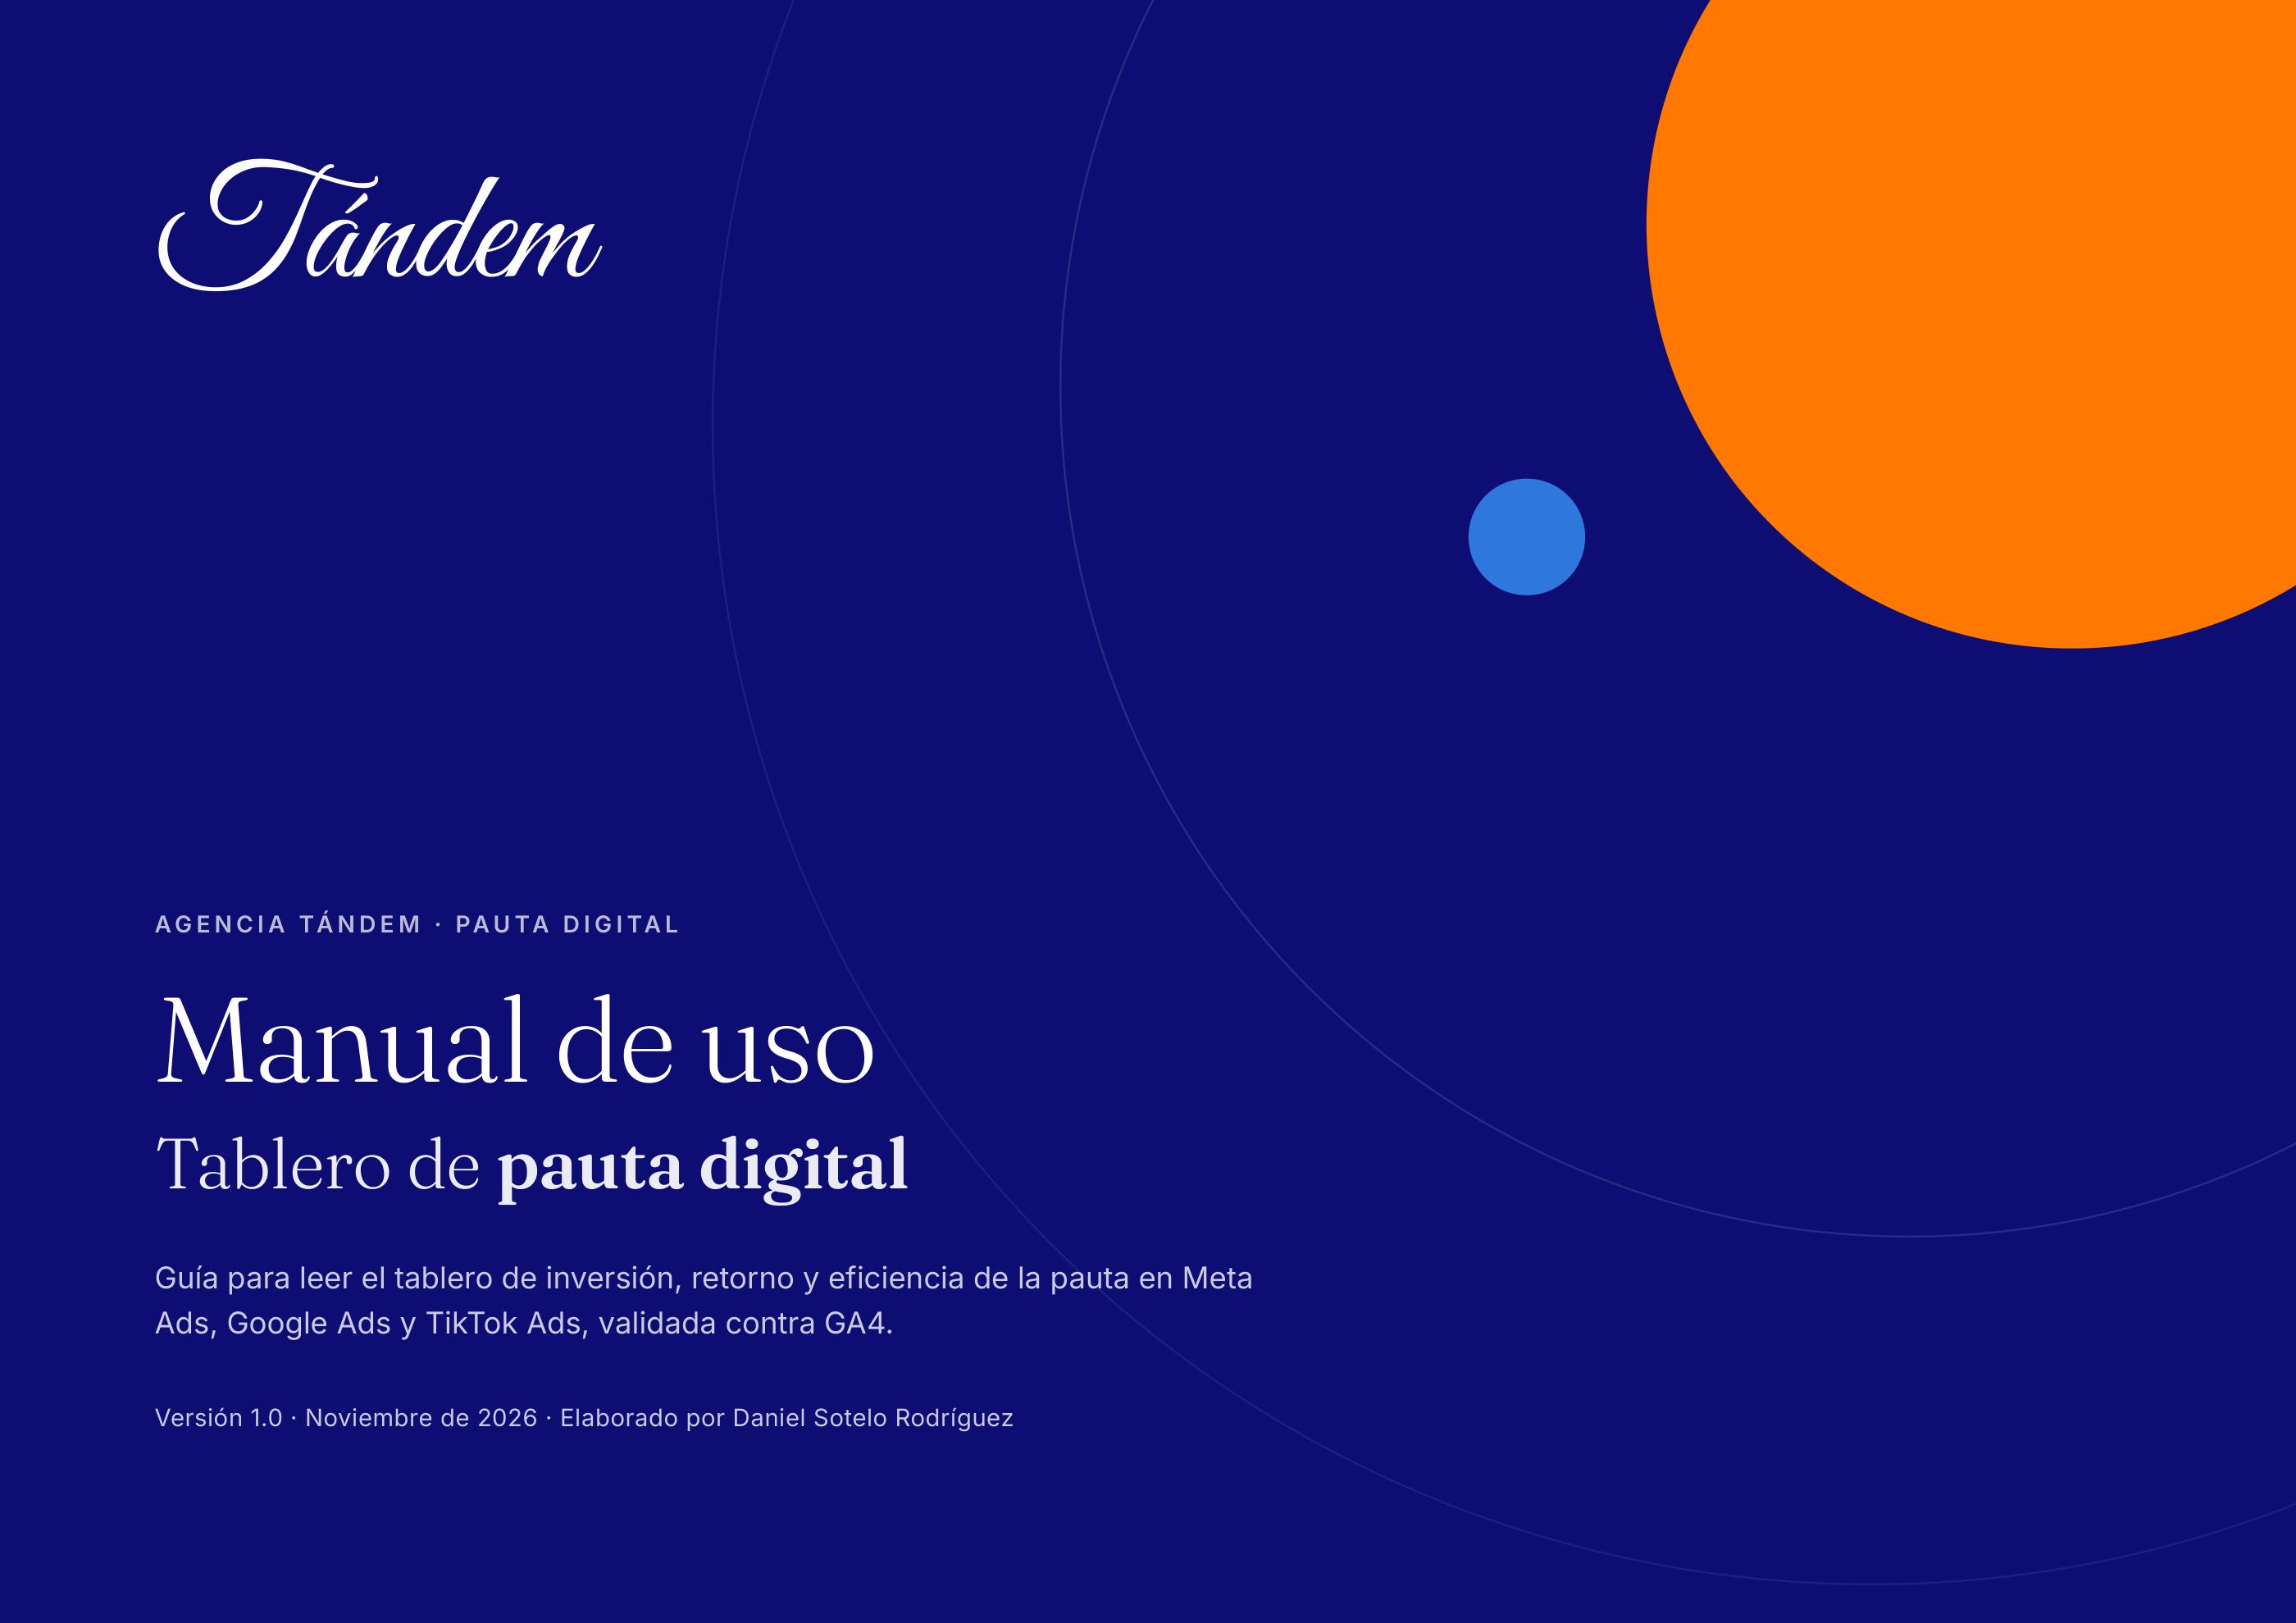 Tándem
AGENCIA TÁNDEM · PAUTA DIGITAL
Manual de uso
Tablero de pauta digital
Guía para leer el tablero de inversión, retorno y eficiencia de la pauta en Meta
Ads, Google Ads y TikTok Ads, validada contra GA4.
Versión 1.0 · Noviembre de 2026 · Elaborado por Daniel Sotelo Rodríguez